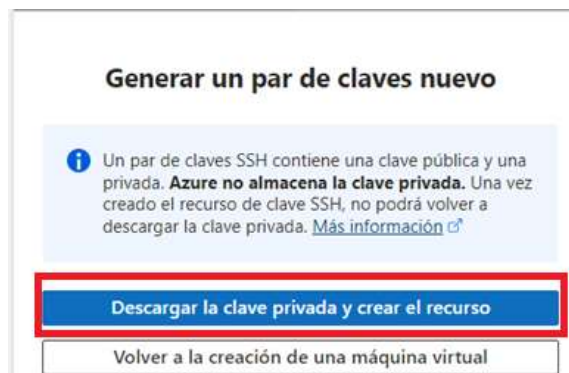 Generar un par de claves nuevo
Un par de claves SSH contiene una clave pública y una
privada. Azure no almacena la clave privada. Una vez
creado el recurso de clave SSH, no podrá volver a
descargar la clave privada. Más información
Descargar la clave privada y crear el recurso
Volver a la creación de una máquina virtual